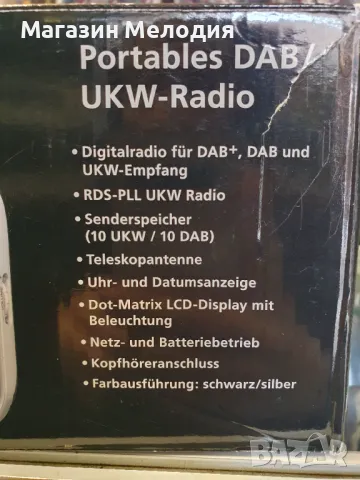 Магазин Мелодия
Portables DAB/
UKW-Radio
• Digitalradio für DAB+, DAB und
UKW-Empfang
• RDS-PLL UKW Radio
• Senderspeicher
(10 UKW / 10 DAB)
• Teleskopantenne
• Uhr- und Datumsanzeige
• Dot-Matrix LCD-Display mit
Beleuchtung
• Netz- und Batteriebetrieb
• Kopfhöreranschluss
• Farbausführung: schwarz/silber
BAZAR